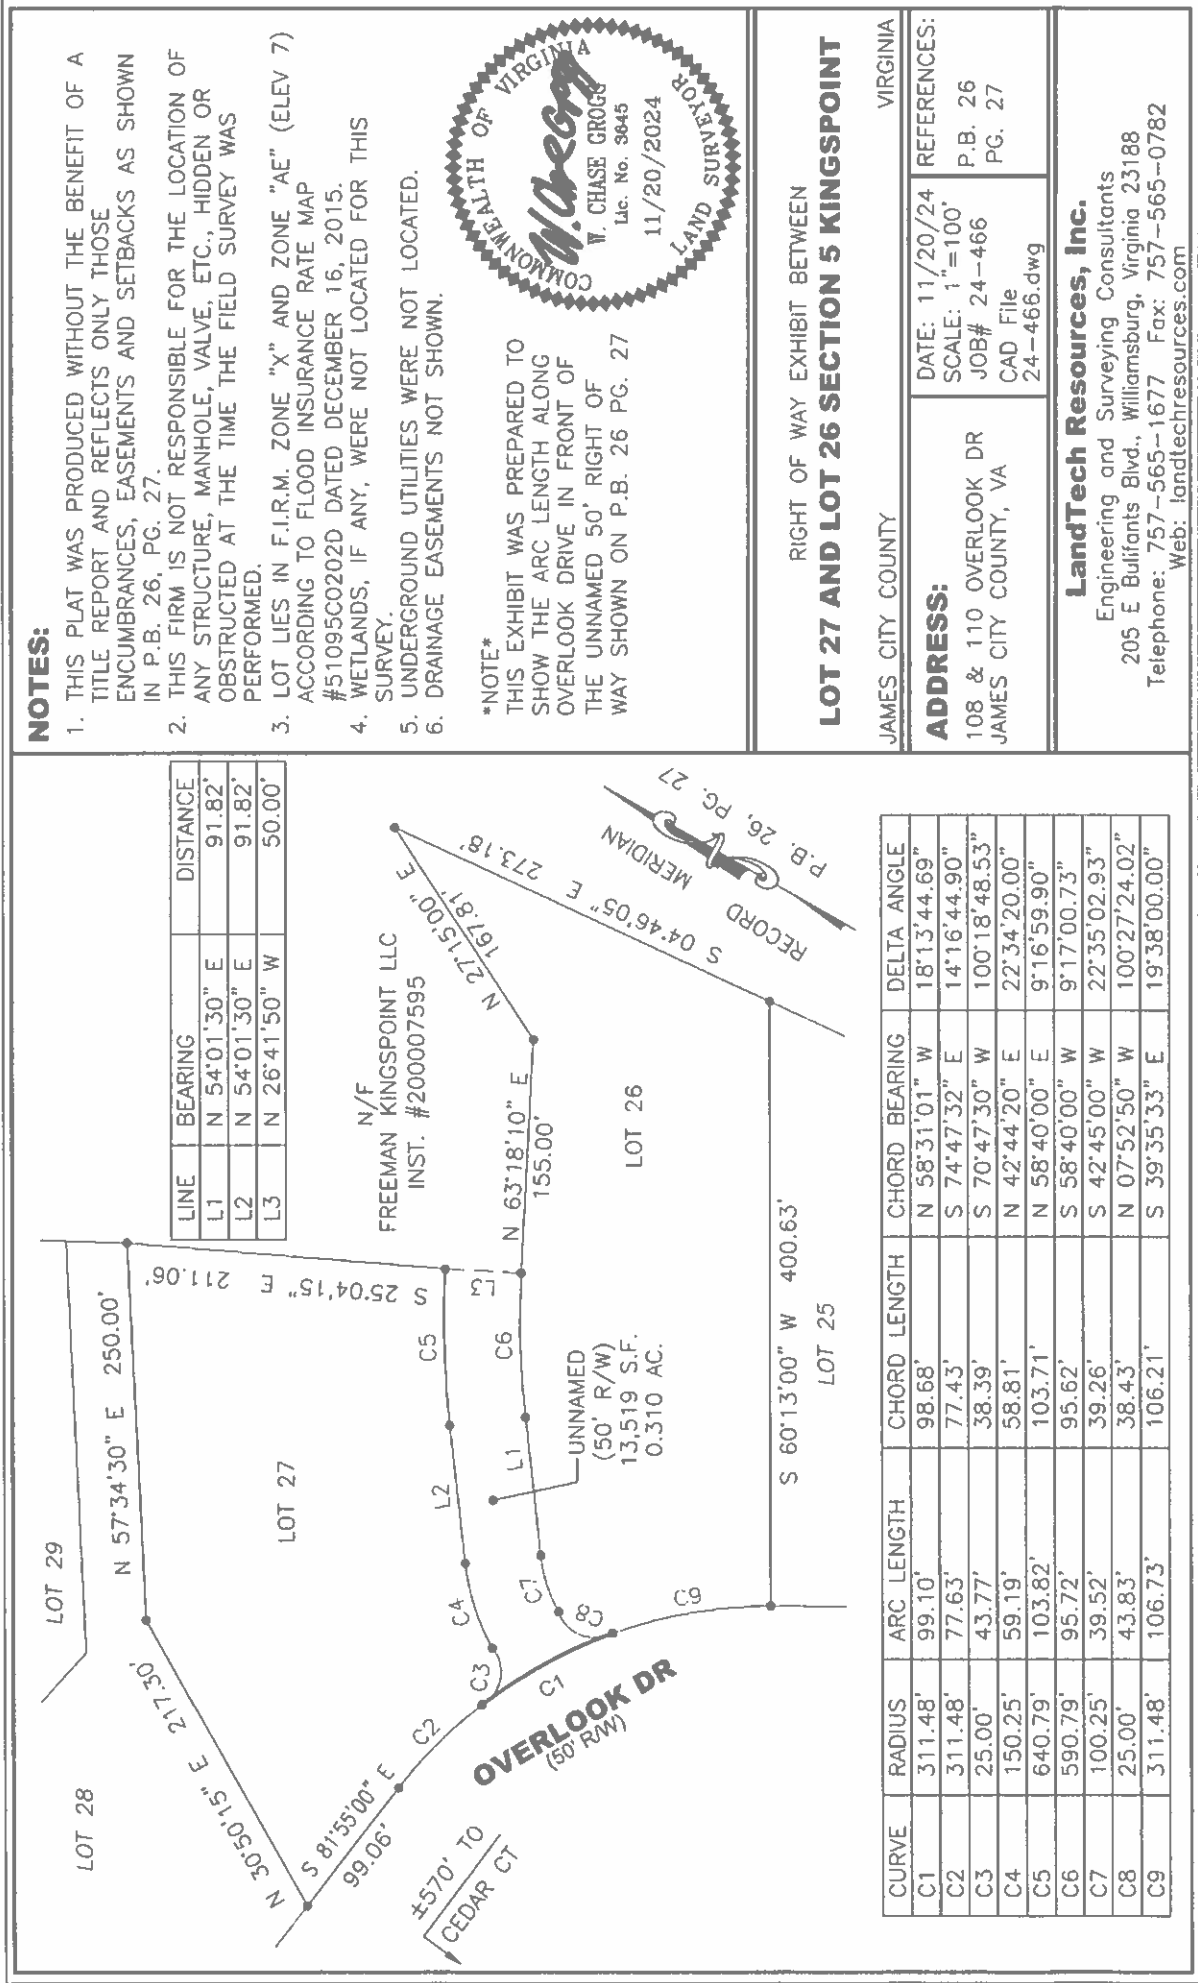 NOTES:
1. THIS PLAT WAS PRODUCED WITHOUT THE BENEFIT OF A
TITLE REPORT AND REFLECTS ONLY THOSE
ENCUMBRANCES, EASEMENTS AND SETBACKS AS SHOWN
IN P.B. 26, PG. 27.
2. THIS FIRM IS NOT RESPONSIBLE FOR THE LOCATION OF
ANY STRUCTURE, MANHOLE, VALVE, ETC., HIDDEN OR
OBSTRUCTED AT THE TIME THE FIELD SURVEY WAS
PERFORMED.
3. LOT LIES IN F.I.R.M. ZONE "X" AND ZONE "AE" (ELEV 7)
ACCORDING TO FLOOD INSURANCE RATE MAP
#51095C0202D DATED DECEMBER 16, 2015.
4. WETLANDS, IF ANY, WERE NOT LOCATED FOR THIS
SURVEY.
5. UNDERGROUND UTILITIES WERE NOT LOCATED.
6. DRAINAGE EASEMENTS NOT SHOWN.
*NOTE*
THIS EXHIBIT WAS PREPARED TO
SHOW THE ARC LENGTH ALONG
OVERLOOK DRIVE IN FRONT OF
THE UNNAMED 50' RIGHT OF
WAY SHOWN ON P.B. 26 PG. 27
COMMONWEALTH OF VIRGINIA
W. CHASE GROGG
Lic. No. 3645
11/20/2024
LAND SURVEYOR
RIGHT OF WAY EXHIBIT BETWEEN
LOT 27 AND LOT 26 SECTION 5 KINGSPOINT
JAMES CITY COUNTY VIRGINIA
ADDRESS:
108 & 110 OVERLOOK DR
JAMES CITY COUNTY, VA
DATE: 11/20/24
SCALE: 1"=100'
JOB# 24-466
CAD File
24-466.dwg
REFERENCES:
P.B. 26
PG. 27
LandTech Resources, Inc.
Engineering and Surveying Consultants
205 E Bulifants Blvd., Williamsburg, Virginia 23188
Telephone: 757-565-1677 Fax: 757-565-0782
Web: landtechresources.com
LINE BEARING DISTANCE
L1 N 54°01'30" E 91.82'
L2 N 54°01'30" E 91.82'
L3 N 26°41'50" W 50.00'
LOT 28
LOT 29
N 30°50'15" E 217.30'
N 57°34'30" E 250.00'
LOT 27
S 25°04'15" E 211.06'
N/F
FREEMAN KINGSPOINT LLC
INST. #200007595
S 81°55'00" E
99.06'
C2
C3
C4
L2
C5
L3
C1
C8
C7
L1
C6
C9
N 63°18'10" E
155.00'
N 27°15'00" E
167.81'
S 04°46'05" E 273.18'
±570' TO
CEDAR CT
OVERLOOK DR
(50' R/W)
UNNAMED
(50' R/W)
13,519 S.F.
0.310 AC.
LOT 26
S 60°13'00" W 400.63'
LOT 25
RECORD MERIDIAN
P.B. 26, PG. 27
CURVE RADIUS ARC LENGTH CHORD LENGTH CHORD BEARING DELTA ANGLE
C1 311.48' 99.10' 98.68' N 58°31'01" W 18°13'44.69"
C2 311.48' 77.63' 77.43' S 74°47'32" E 14°16'44.90"
C3 25.00' 43.77' 38.39' S 70°47'30" W 100°18'48.53"
C4 150.25' 59.19' 58.81' N 42°44'20" E 22°34'20.00"
C5 640.79' 103.82' 103.71' N 58°40'00" E 9°16'59.90"
C6 590.79' 95.72' 95.62' S 58°40'00" W 9°17'00.73"
C7 100.25' 39.52' 39.26' S 42°45'00" W 22°35'02.93"
C8 25.00' 43.83' 38.43' N 07°52'50" W 100°27'24.02"
C9 311.48' 106.73' 106.21' S 39°35'33" E 19°38'00.00"